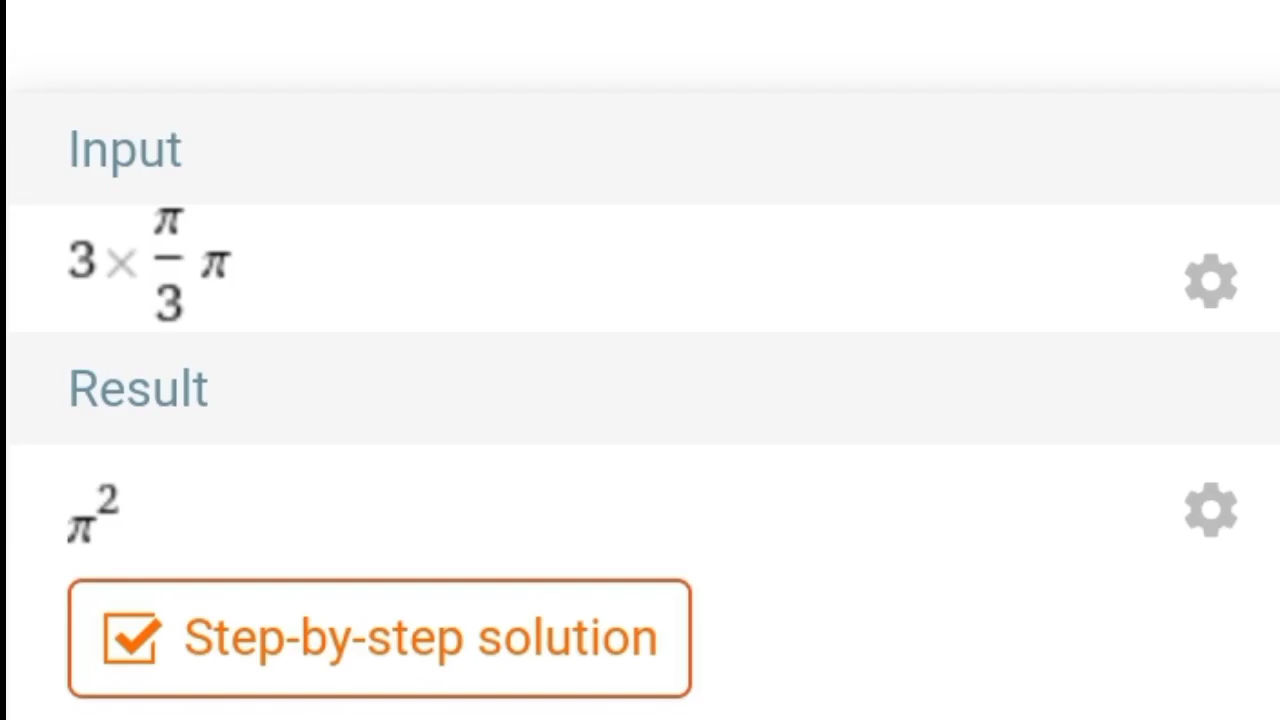 Input
3 × π/3 π
Result
π²
Step-by-step solution